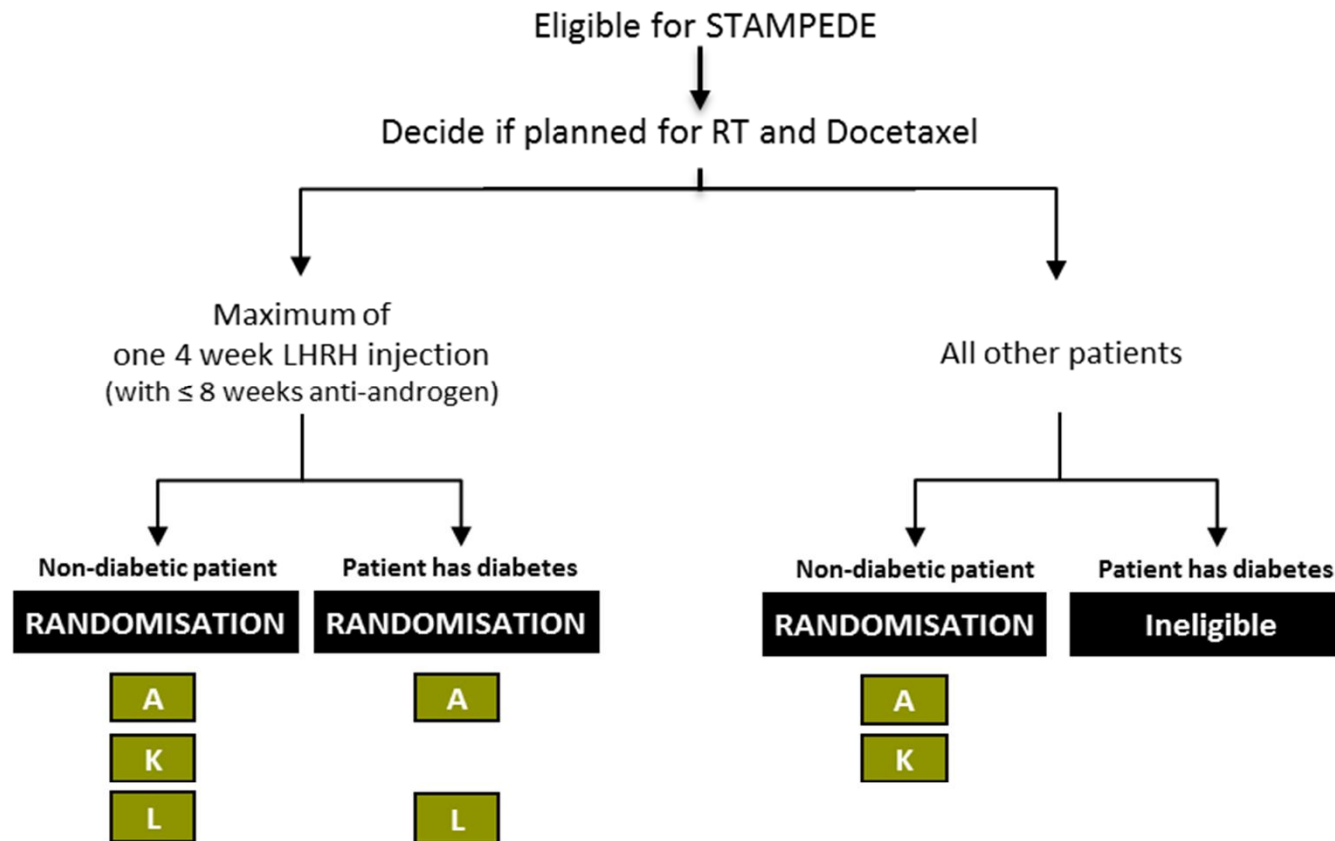 Eligible for STAMPEDE
Decide if planned for RT and Docetaxel
Maximum of
one 4 week LHRH injection
(with ≤ 8 weeks anti-androgen)
All other patients
Non-diabetic patient
Patient has diabetes
Non-diabetic patient
Patient has diabetes
RANDOMISATION
RANDOMISATION
RANDOMISATION
Ineligible
A
A
A
K
K
L
L